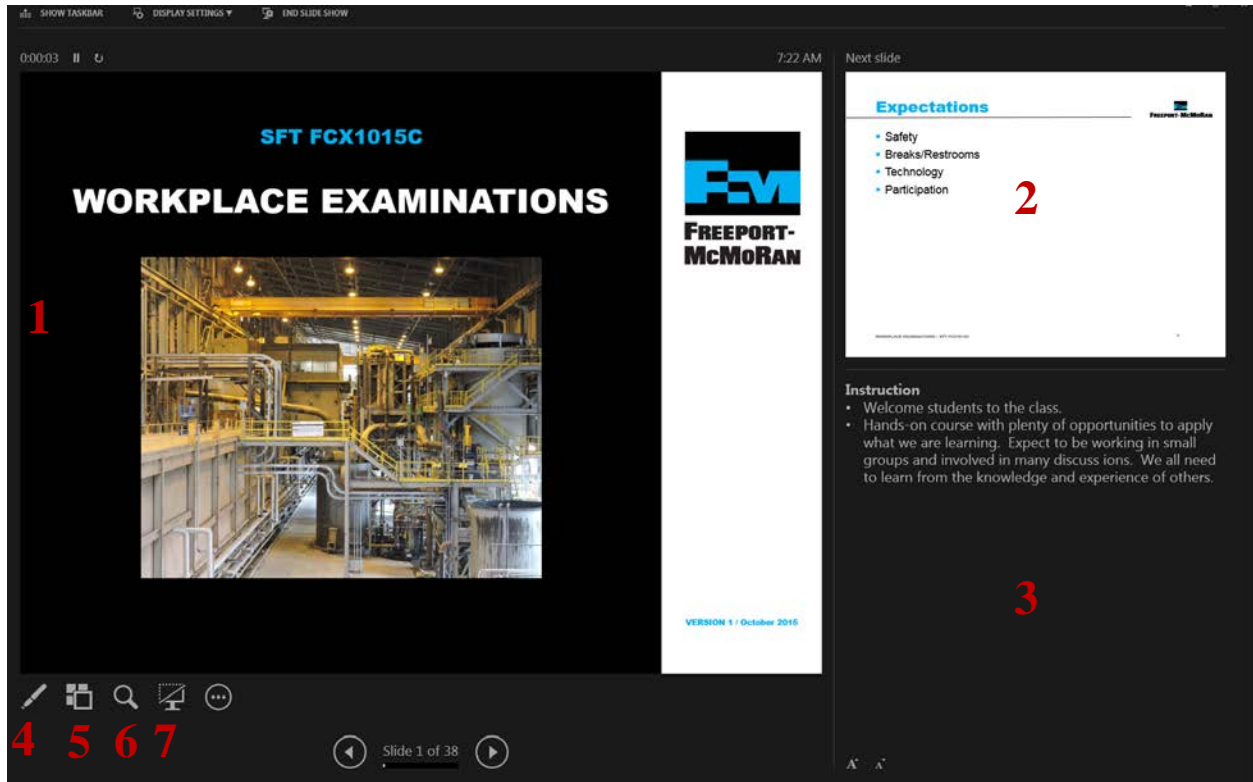 SHOW TASKBAR DISPLAY SETTINGS ▼ END SLIDE SHOW
0:00:03 7:22 AM
SFT FCX1015C
WORKPLACE EXAMINATIONS
FREEPORT-
MCMORAN
VERSION 1 / October 2015
1
Next slide
Expectations
FREEPORT-MCMORAN
• Safety
• Breaks/Restrooms
• Technology
• Participation
2
WORKPLACE EXAMINATIONS / SFT FCX1015C
Instruction
• Welcome students to the class.
• Hands-on course with plenty of opportunities to apply
what we are learning. Expect to be working in small
groups and involved in many discuss ions. We all need
to learn from the knowledge and experience of others.
3
4 5 6 7
Slide 1 of 38
A A